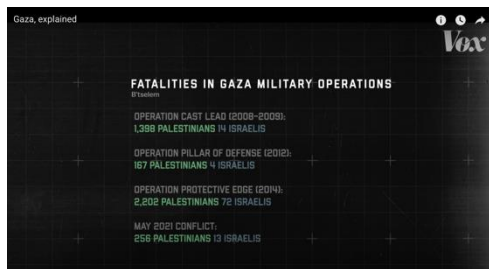 Gaza, explained
Vox
FATALITIES IN GAZA MILITARY OPERATIONS
B'tselem
OPERATION CAST LEAD (2008-2009):
1,398 PALESTINIANS 14 ISRAELIS
OPERATION PILLAR OF DEFENSE (2012):
167 PALESTINIANS 4 ISRAELIS
OPERATION PROTECTIVE EDGE (2014):
2,202 PALESTINIANS 72 ISRAELIS
MAY 2021 CONFLICT:
256 PALESTINIANS 13 ISRAELIS